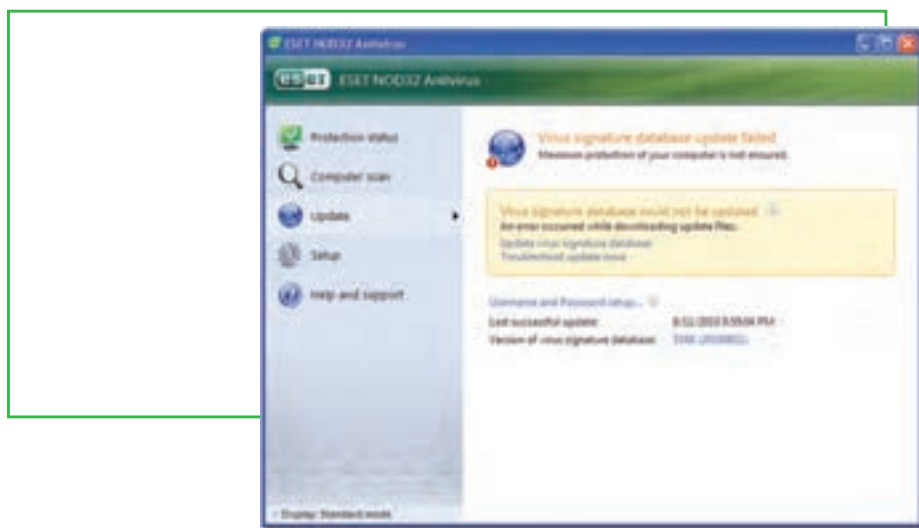 ESET NOD32 Antivirus
eset ESET NOD32 Antivirus
Protection status
Computer scan
Update
Setup
Help and support
Display: Standard mode
Virus signature database update failed
Maximum protection of your computer is not ensured.
Virus signature database could not be updated
An error occurred while downloading update files.
Update virus signature database
Troubleshoot update issue
Username and Password setup...
Last successful update:
PM
Version of virus signature database: